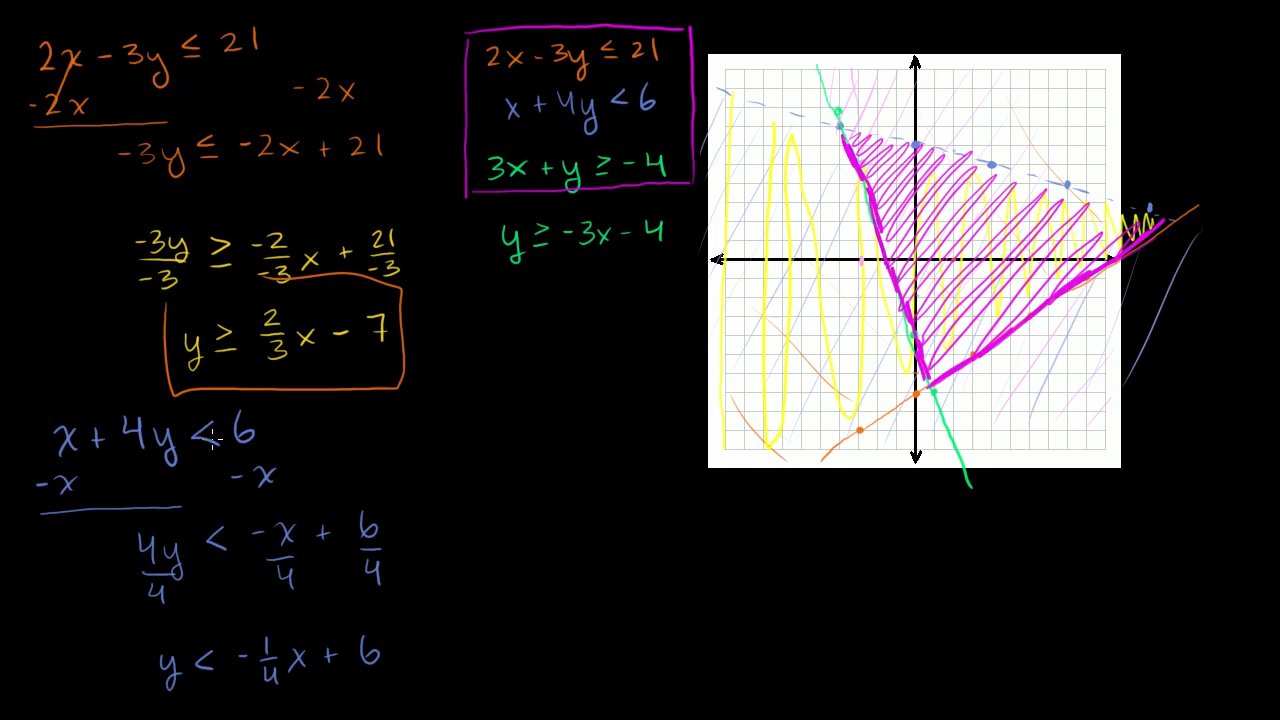 2x - 3y ≤ 21
-2x -2x
-3y ≤ -2x + 21
-3y/-3 ≥ -2/-3 x + 21/-3
y ≥ 2/3 x - 7
x + 4y < 6
-x -x
4y/4 < -x/4 + 6/4
y < -1/4 x + 6
2x - 3y ≤ 21
x + 4y < 6
3x + y ≥ -4
y ≥ -3x - 4